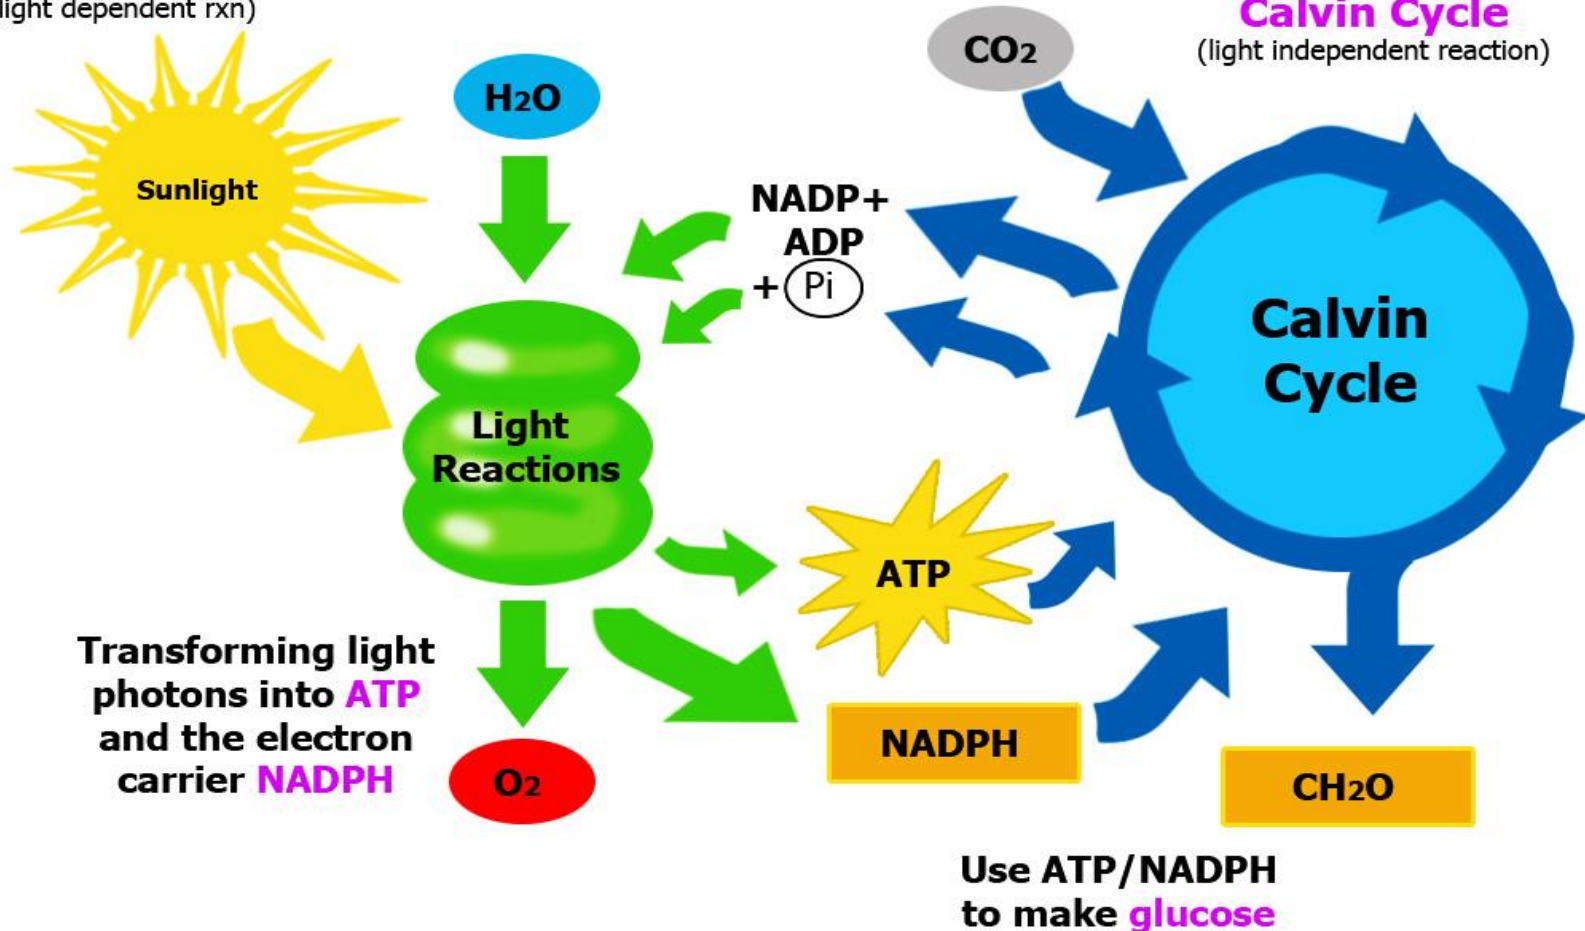 light dependent rxn)
Calvin Cycle
(light independent reaction)
CO2
H2O
Sunlight
NADP+
ADP
+ Pi
Calvin
Cycle
Light
Reactions
ATP
Transforming light
photons into ATP
and the electron
carrier NADPH
NADPH
O2
CH2O
Use ATP/NADPH
to make glucose